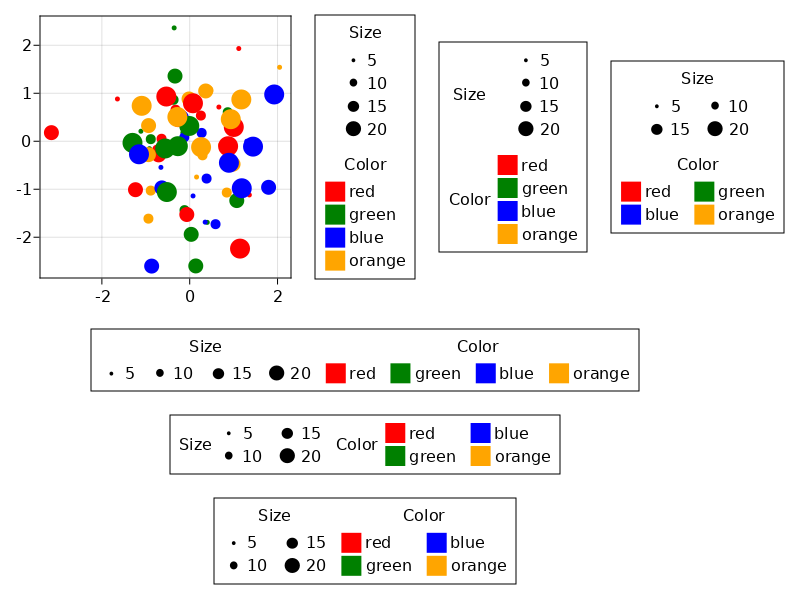 2
1
0
-1
-2
-2 0 2
Size
5
10
15
20
Color
red
green
blue
orange
Size
5
10
15
20
Color
red
green
blue
orange
Size
5 10
15 20
Color
red green
blue orange
Size Color
5 10 15 20 red green blue orange
Size 5 15 Color red blue
10 20 green orange
Size Color
5 15 red blue
10 20 green orange